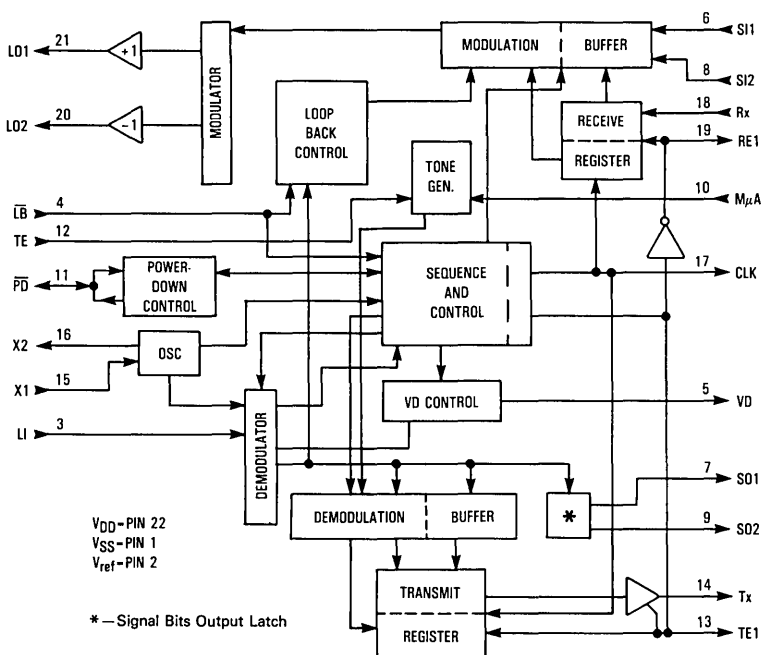 LO1 21 +1
LO2 20 -1
MODULATOR
MODULATION BUFFER
6 SI1
8 SI2
LOOP
BACK
CONTROL
TONE
GEN.
RECEIVE
REGISTER
18 Rx
19 RE1
10 MμA
L̅B̅ 4
TE 12
P̅D̅ 11
POWER-
DOWN
CONTROL
SEQUENCE
AND
CONTROL
17 CLK
X2 16
OSC
X1 15
LI 3
DEMODULATOR
VD CONTROL
5 VD
7 SO1
*
9 SO2
DEMODULATION BUFFER
VDD-PIN 22
VSS-PIN 1
Vref-PIN 2
TRANSMIT
REGISTER
14 Tx
13 TE1
*—Signal Bits Output Latch